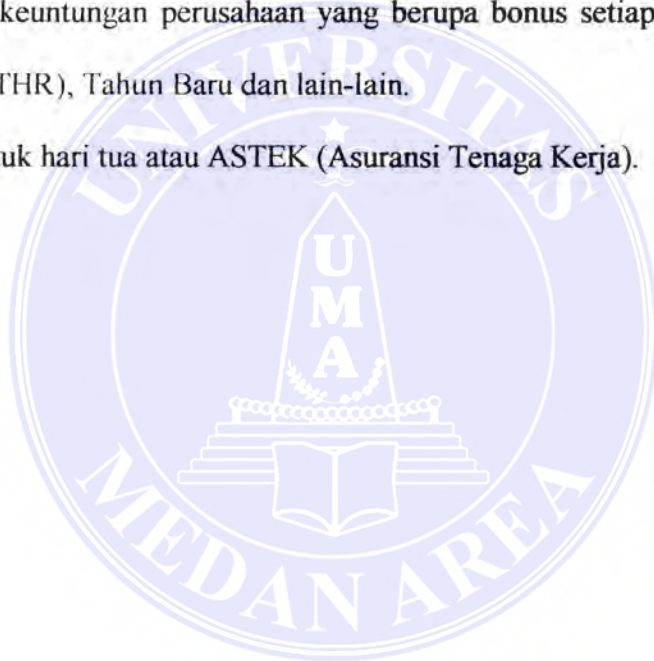 keuntungan perusahaan yang berupa bonus setiap
THR), Tahun Baru dan lain-lain.
uk hari tua atau ASTEK (Asuransi Tenaga Kerja).
UNIVERSITAS
U
M
A
MEDAN AREA